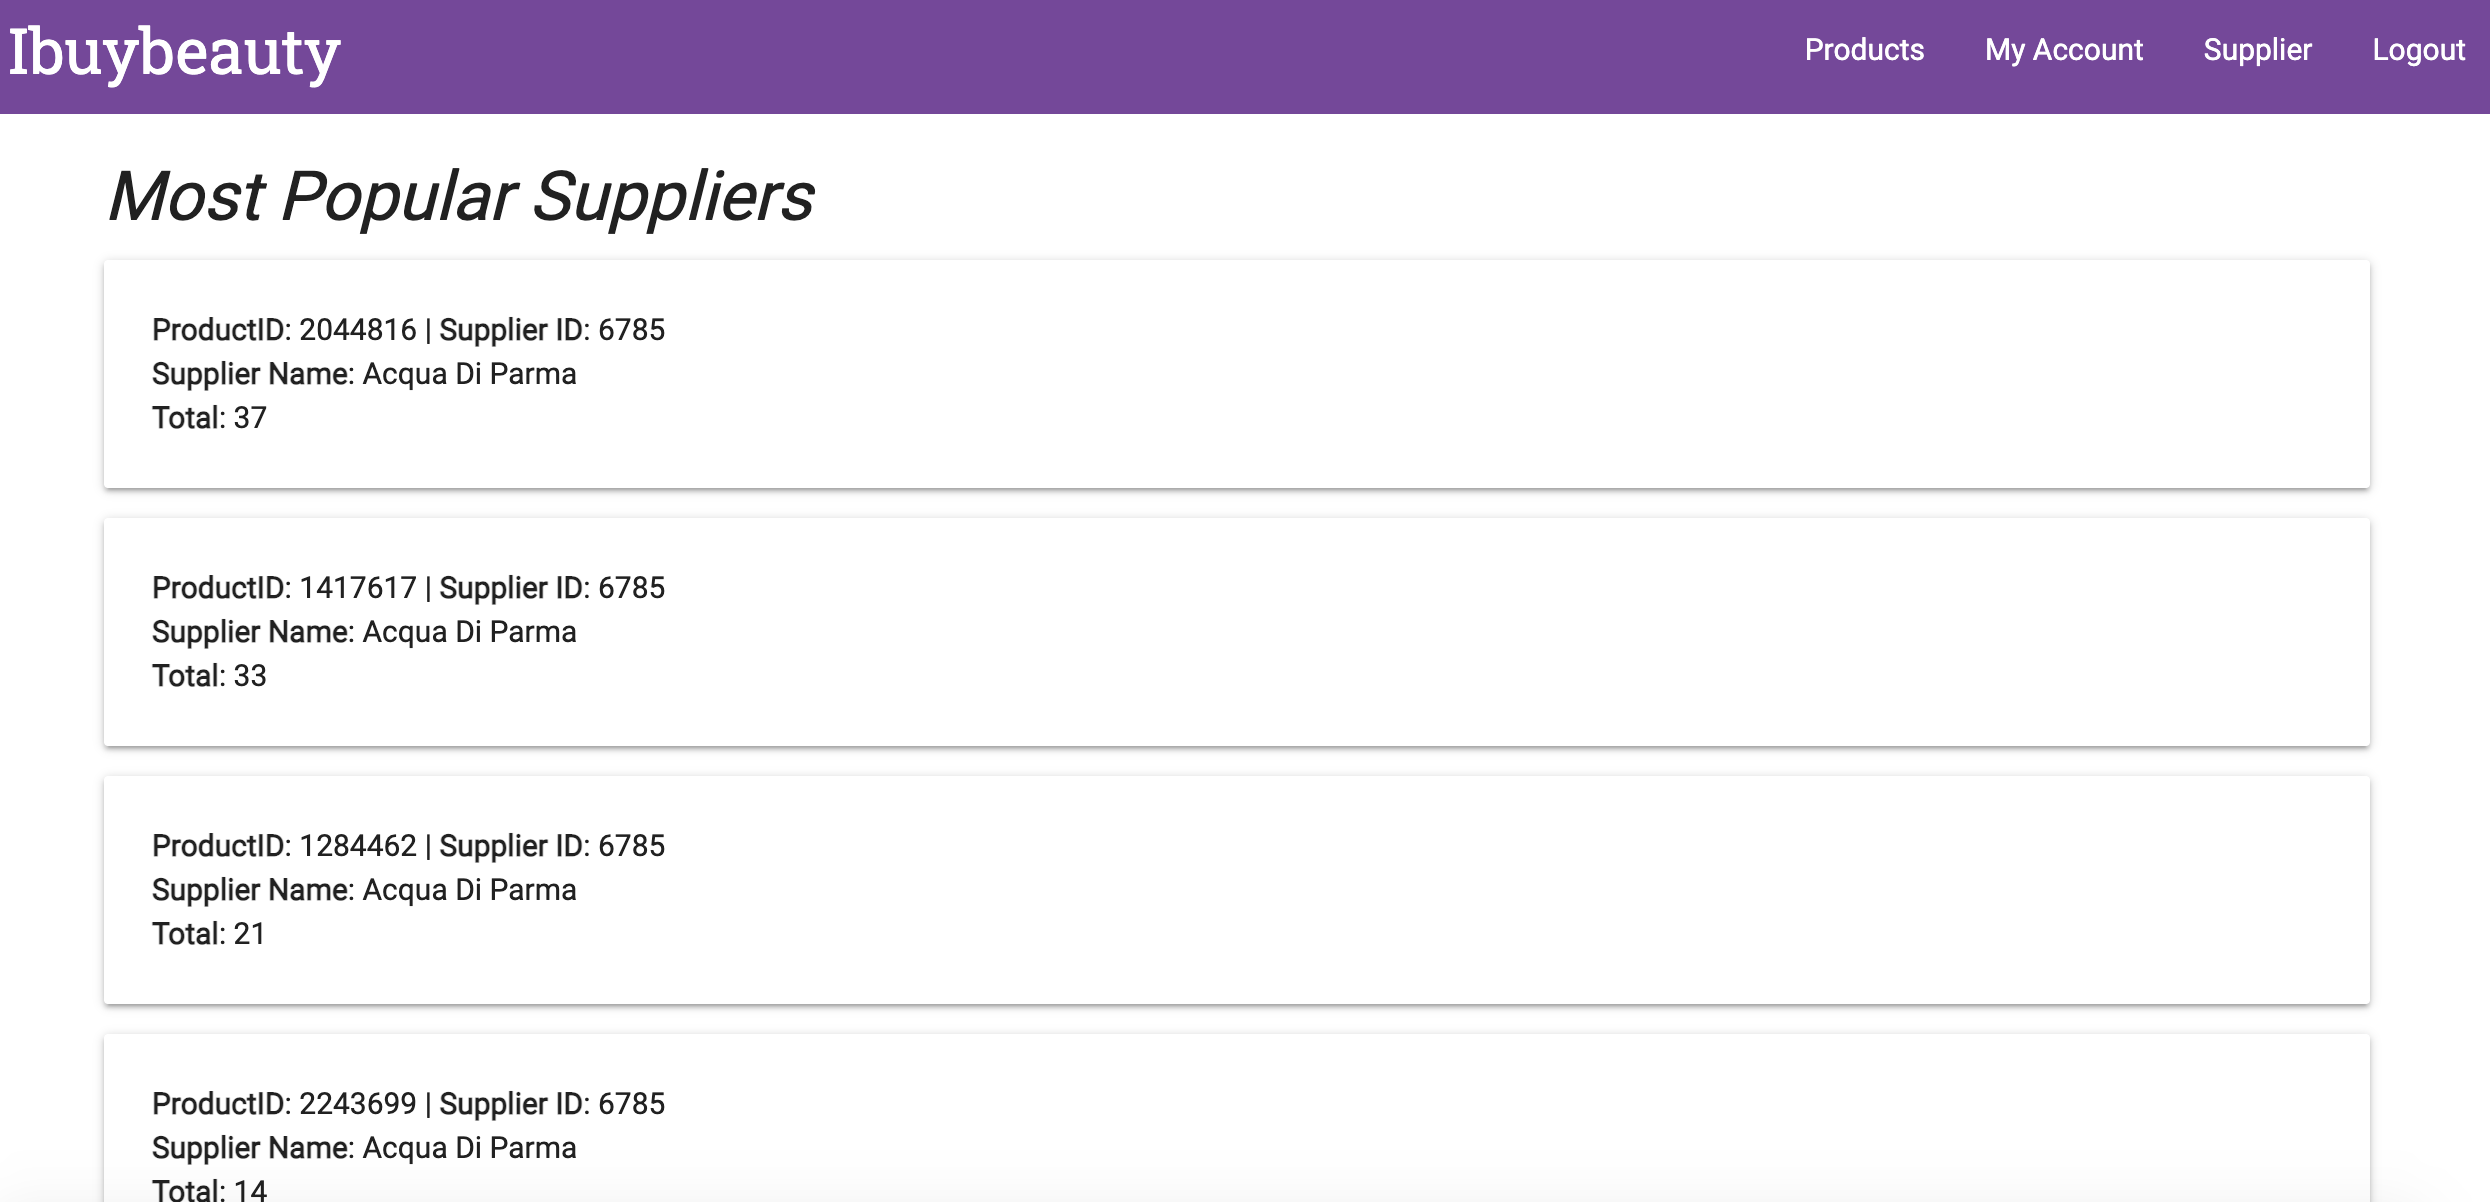 Ibuybeauty
Products My Account Supplier Logout
Most Popular Suppliers
ProductID: 2044816 | Supplier ID: 6785
Supplier Name: Acqua Di Parma
Total: 37
ProductID: 1417617 | Supplier ID: 6785
Supplier Name: Acqua Di Parma
Total: 33
ProductID: 1284462 | Supplier ID: 6785
Supplier Name: Acqua Di Parma
Total: 21
ProductID: 2243699 | Supplier ID: 6785
Supplier Name: Acqua Di Parma
Total: 14